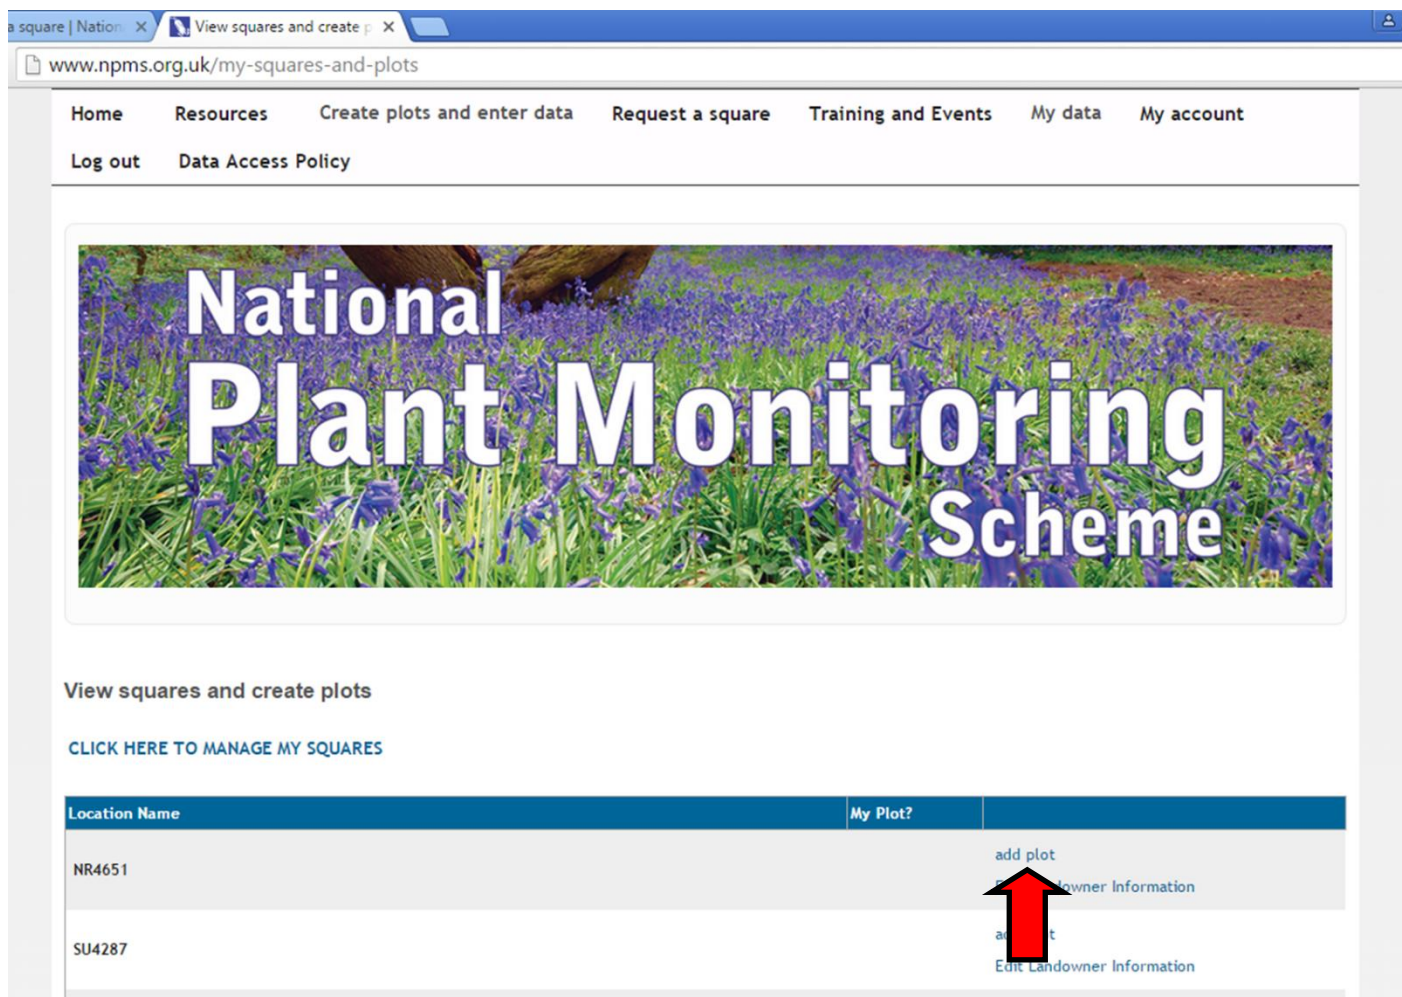 a square | Nation
View squares and create p
www.npms.org.uk/my-squares-and-plots
Home Resources Create plots and enter data Request a square Training and Events My data My account
Log out Data Access Policy
National
Plant Monitoring
Scheme
View squares and create plots
CLICK HERE TO MANAGE MY SQUARES
Location Name My Plot?
add plot
NR4651
Landowner Information
SU4287
Edit Landowner Information